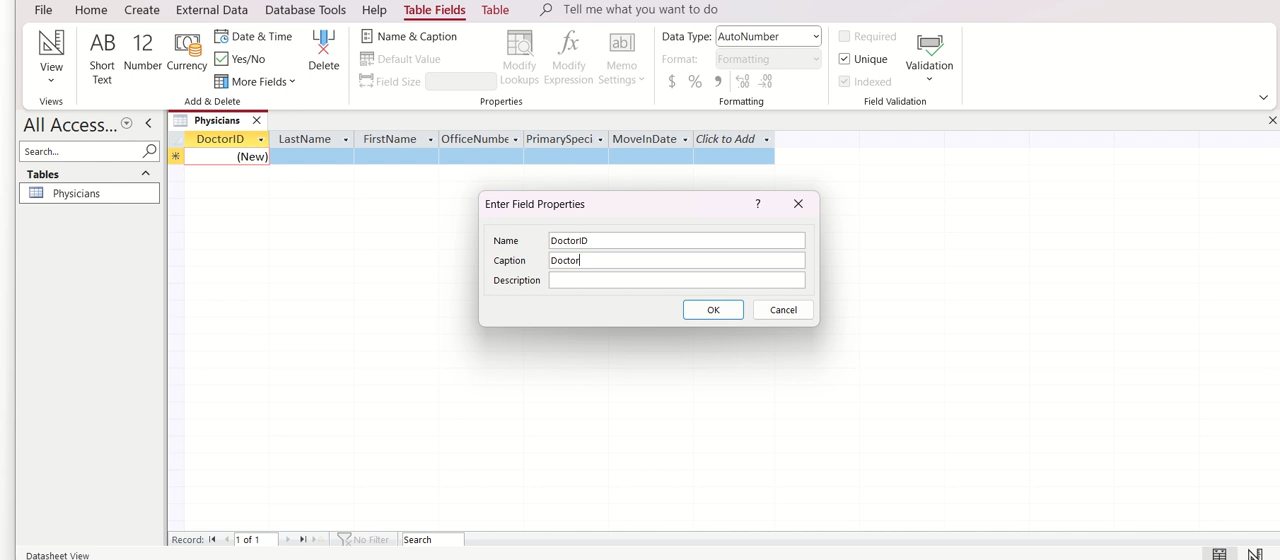 File Home Create External Data Database Tools Help Table Fields Table Tell me what you want to do
View
Views
AB Short Text
12 Number
Currency
Date & Time
Yes/No
More Fields
Delete
Add & Delete
Name & Caption
Default Value
Field Size
Modify Lookups
fx Modify Expression
ab Memo Settings
Properties
Data Type: AutoNumber
Format: Formatting
$ % , .00 .00
Formatting
Required
Unique
Indexed
Validation
Field Validation
All Access...
Search...
Tables
Physicians
Physicians
DoctorID LastName FirstName OfficeNumbe PrimarySpeci MoveInDate Click to Add
(New)
Enter Field Properties ?
Name DoctorID
Caption Doctor
Description
OK Cancel
Record: 1 of 1 No Filter Search
Datasheet View